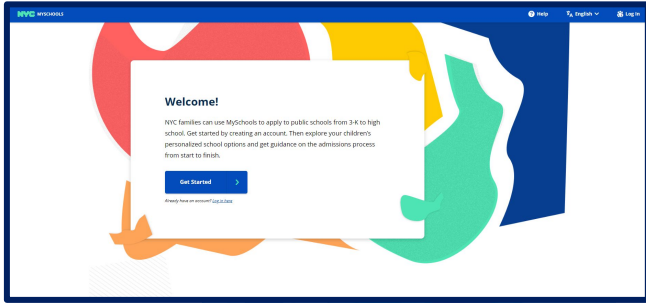 NYC MYSCHOOLS
Help
English
Log In
Welcome!
NYC families can use MySchools to apply to public schools from 3-K to high
school. Get started by creating an account. Then explore your children's
personalized school options and get guidance on the admissions process
from start to finish.
Get Started
Already have an account? Log in here